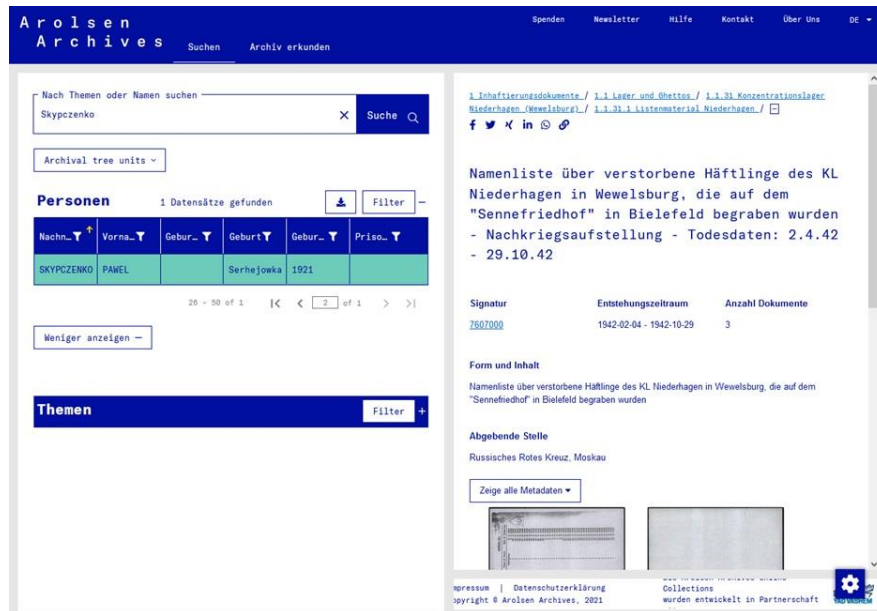 Arolsen
Archives
Suchen
Archiv erkunden
Spenden
Newsletter
Hilfe
Kontakt
Über Uns
DE
Nach Themen oder Namen suchen
Skypczenko
Suche
Archival tree units
Personen
1 Datensätze gefunden
Filter
Nachn… Vorna… Gebur… Geburt Gebur… Priso…
SKYPCZENKO PAWEL Serhejowka 1921
26 - 50 of 1
2 of 1
Weniger anzeigen
Themen
Filter
1 Inhaftierungsdokumente / 1.1 Lager und Ghettos / 1.1.31 Konzentrationslager
Niederhagen (Wewelsburg) / 1.1.31.1 Listenmaterial Niederhagen /
Namenliste über verstorbene Häftlinge des KL
Niederhagen in Wewelsburg, die auf dem
"Sennefriedhof" in Bielefeld begraben wurden
- Nachkriegsaufstellung - Todesdaten: 2.4.42
- 29.10.42
Signatur Entstehungszeitraum Anzahl Dokumente
7607000 1942-02-04 - 1942-10-29 3
Form und Inhalt
Namenliste über verstorbene Häftlinge des KL Niederhagen in Wewelsburg, die auf dem
"Sennefriedhof" in Bielefeld begraben wurden
Abgebende Stelle
Russisches Rotes Kreuz, Moskau
Zeige alle Metadaten
mpressum | Datenschutzerklärung
opyright © Arolsen Archives, 2021
Collections
wurden entwickelt in Partnerschaft
YAD VASHEM